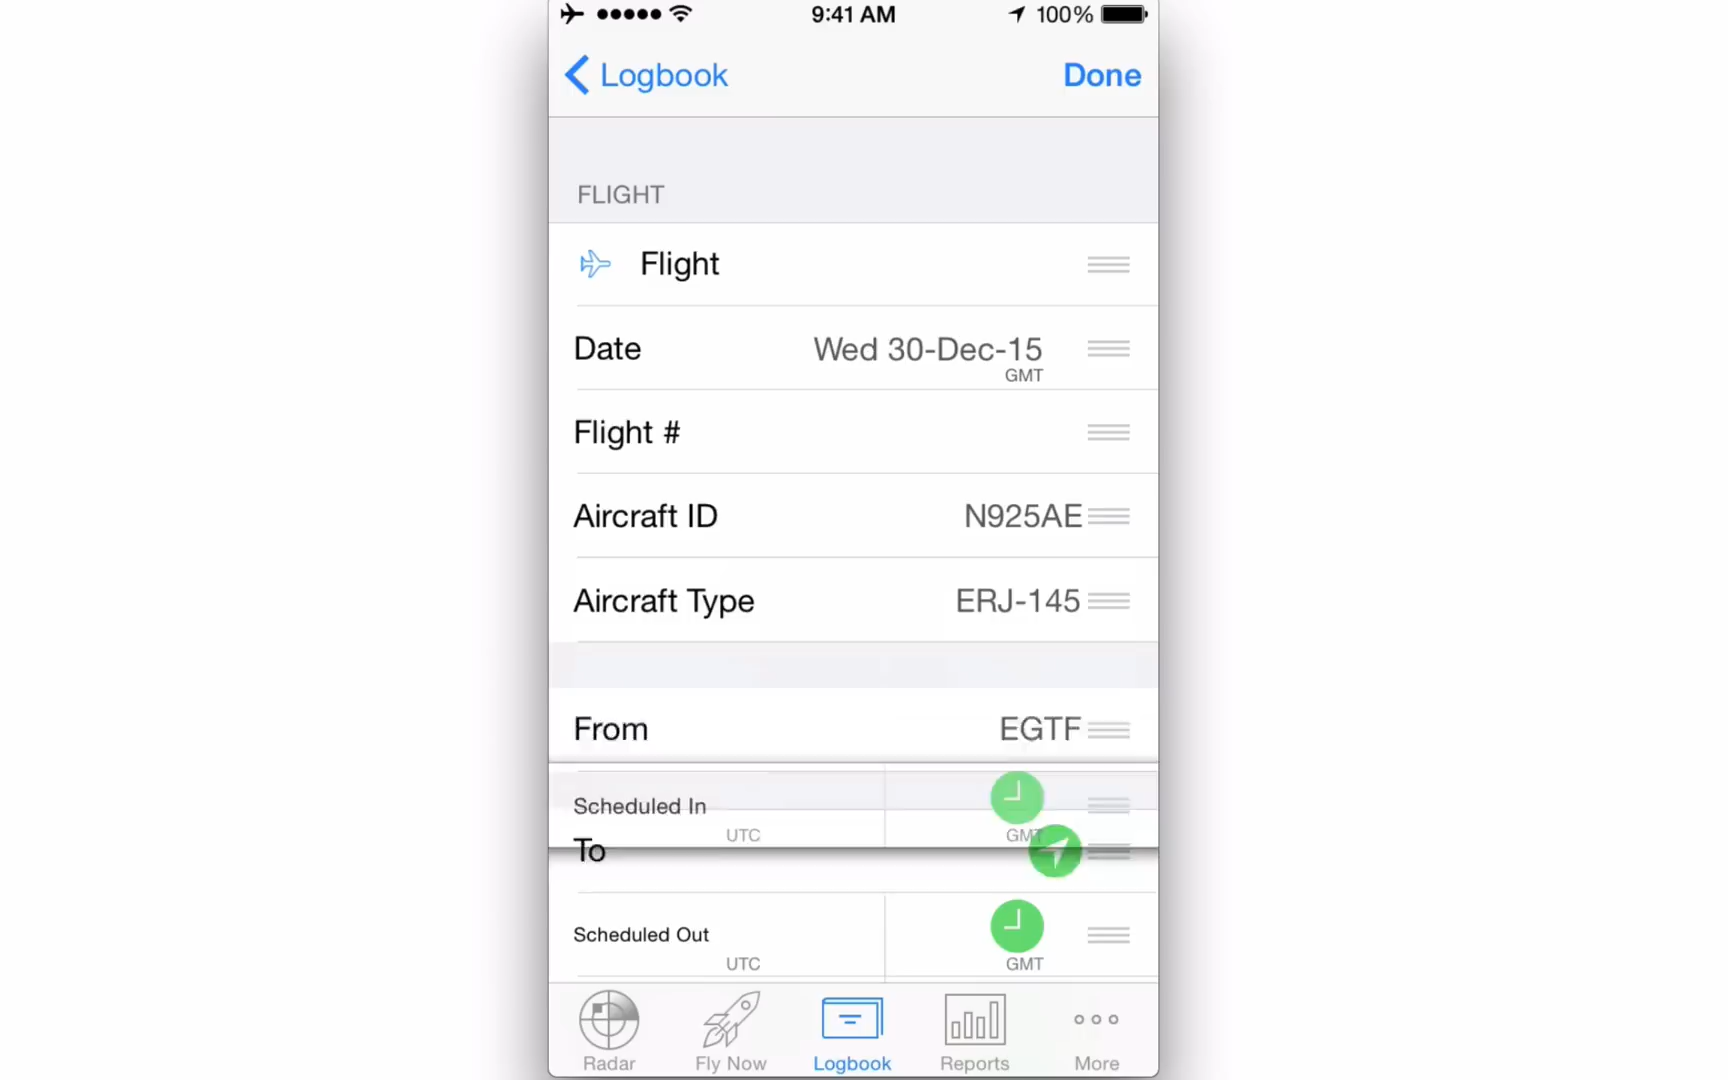 9:41 AM 100%
Logbook Done
FLIGHT
Flight
Date Wed 30-Dec-15
GMT
Flight #
Aircraft ID N925AE
Aircraft Type ERJ-145
From EGTF
Scheduled In
UTC GMT
To
Scheduled Out
UTC GMT
Radar Fly Now Logbook Reports More